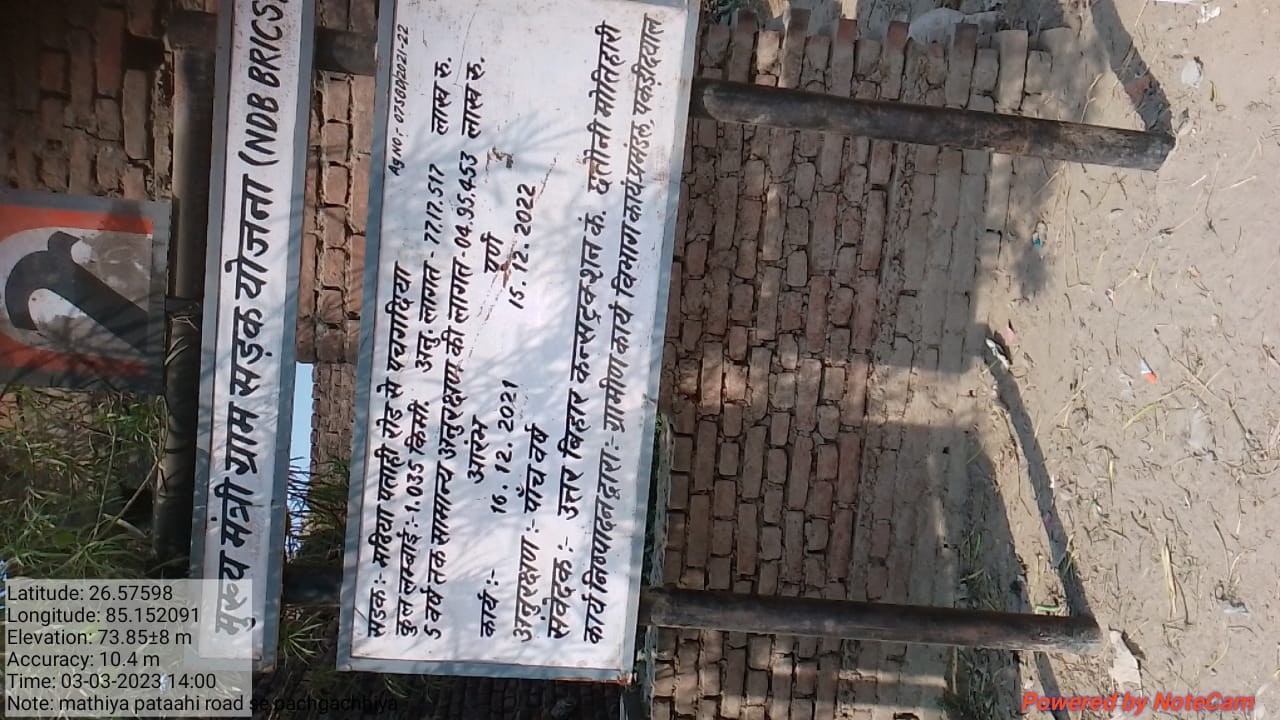 मुख्य मंत्री ग्राम सड़क योजना (NDB BRICS)
Ag No:- 07SBD/2021-22
सड़क:- मठिया पताही रोड से पचगछिया
कुल लम्बाई:- 1.035 किमी. अनु. लागत - 77.17.517 लाख रु.
5 वर्ष तक सामान्य अनुरक्षण की लागत - 04.95.453 लाख रु.
आरंभ पूर्ण
कार्य:- 16.12.2021 15.12.2022
अनुरक्षण:- पाँच वर्ष
संवेदक:- उत्तर बिहार कन्सट्रक्शन के. मोतिहारी
कार्य निष्पादन द्वारा:- ग्रामीण कार्य विभाग कार्य प्रमंडल, पकड़ीदयाल
Latitude: 26.57598
Longitude: 85.152091
Elevation: 73.85±8 m
Accuracy: 10.4 m
Time: 03-03-2023 14:00
Note: mathiya pataahi road se pachgachhiya
Powered by NoteCam